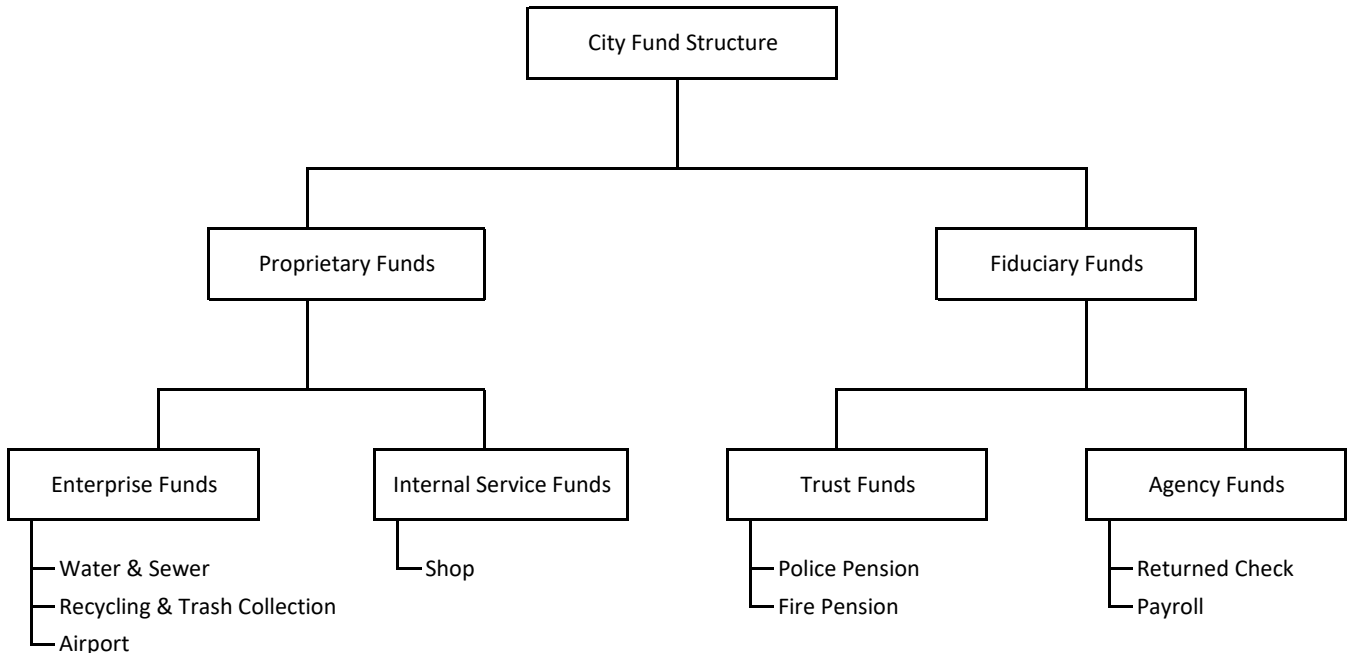 City Fund Structure
Proprietary Funds
Fiduciary Funds
Enterprise Funds
Internal Service Funds
Trust Funds
Agency Funds
Water & Sewer
Shop
Police Pension
Returned Check
Recycling & Trash Collection
Fire Pension
Payroll
Airport